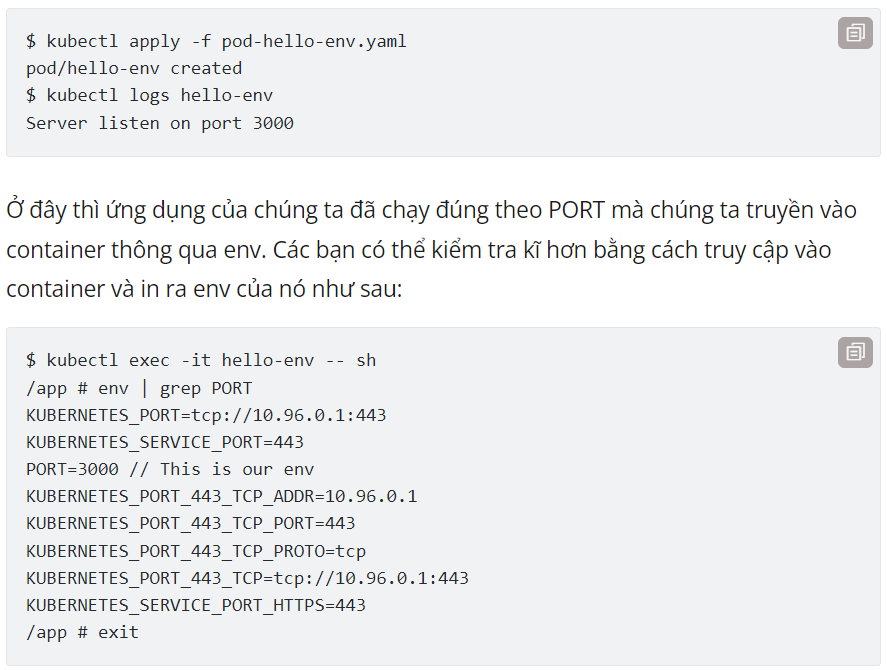 $ kubectl apply -f pod-hello-env.yaml
pod/hello-env created
$ kubectl logs hello-env
Server listen on port 3000
Ở đây thì ứng dụng của chúng ta đã chạy đúng theo PORT mà chúng ta truyền vào
container thông qua env. Các bạn có thể kiểm tra kĩ hơn bằng cách truy cập vào
container và in ra env của nó như sau:
$ kubectl exec -it hello-env -- sh
/app # env | grep PORT
KUBERNETES_PORT=tcp://10.96.0.1:443
KUBERNETES_SERVICE_PORT=443
PORT=3000 // This is our env
KUBERNETES_PORT_443_TCP_ADDR=10.96.0.1
KUBERNETES_PORT_443_TCP_PORT=443
KUBERNETES_PORT_443_TCP_PROTO=tcp
KUBERNETES_PORT_443_TCP=tcp://10.96.0.1:443
KUBERNETES_SERVICE_PORT_HTTPS=443
/app # exit